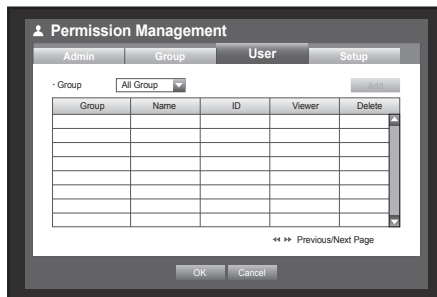 Permission Management
Admin Group User Setup
· Group All Group Add
Group Name ID Viewer Delete
Previous/Next Page
OK Cancel